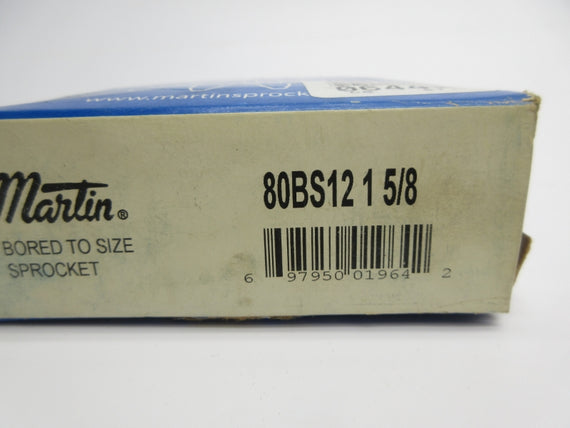 www.martinsprock
Martin®
BORED TO SIZE
SPROCKET
80BS12 1 5/8
6 97950 01964 2